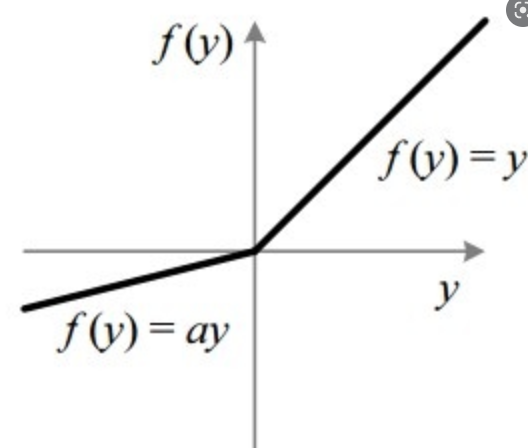 f(y)
f(y) = y
y
f(y) = ay